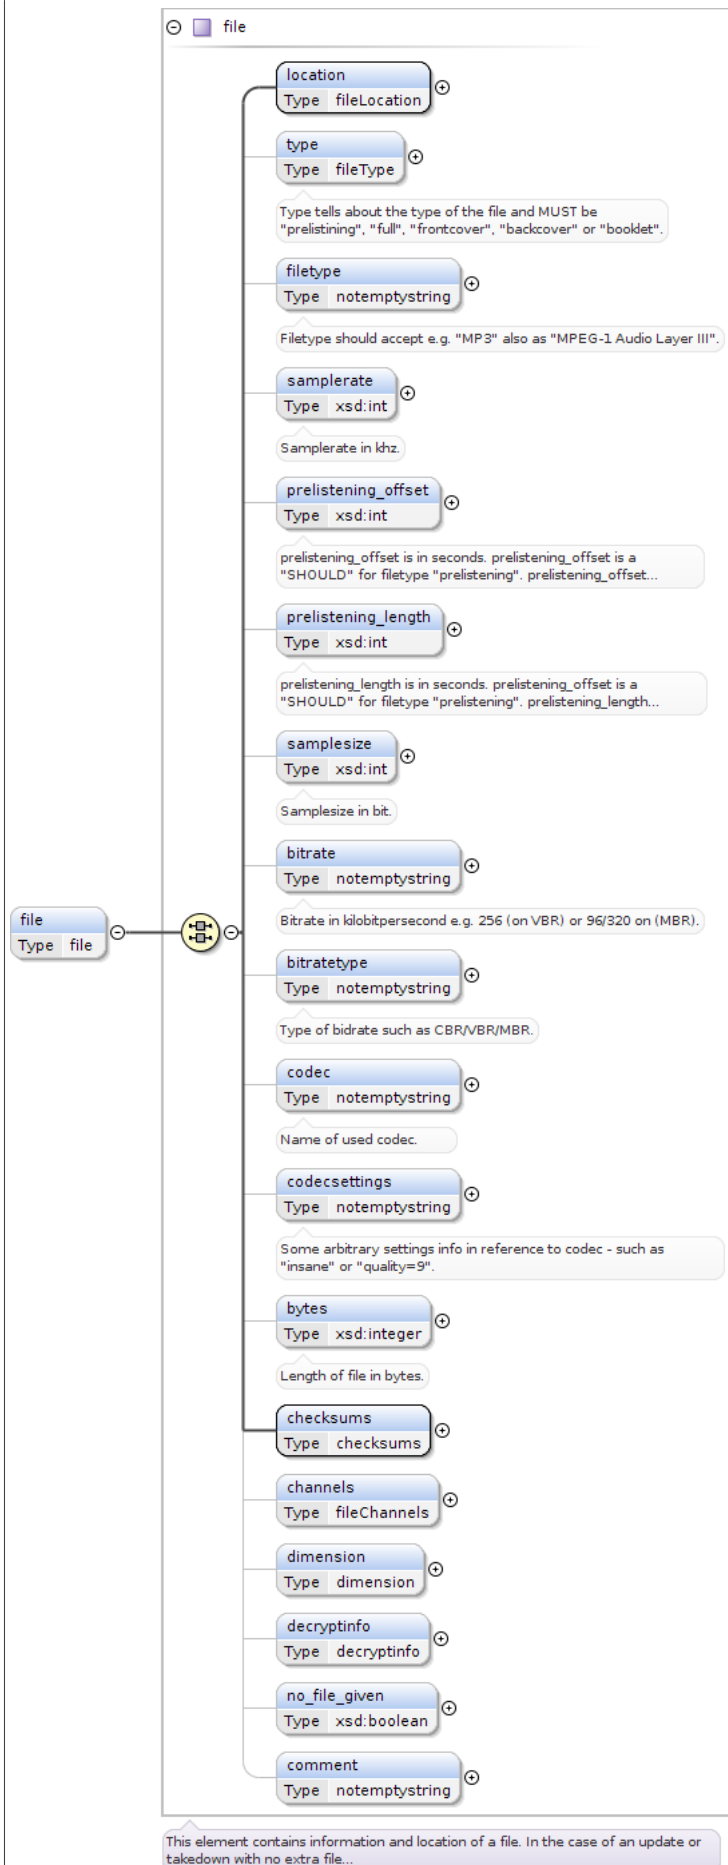 file
location
Type fileLocation
type
Type fileType
Type tells about the type of the file and MUST be
"prelistining", "full", "frontcover", "backcover" or "booklet".
filetype
Type notemptystring
Filetype should accept e.g. "MP3" also as "MPEG-1 Audio Layer III".
samplerate
Type xsd:int
Samplerate in khz.
prelistening_offset
Type xsd:int
prelistening_offset is in seconds. prelistening_offset is a
"SHOULD" for filetype "prelistening". prelistening_offset...
prelistening_length
Type xsd:int
prelistening_length is in seconds. prelistening_offset is a
"SHOULD" for filetype "prelistening". prelistening_length...
samplesize
Type xsd:int
Samplesize in bit.
bitrate
Type notemptystring
Bitrate in kilobitpersecond e.g. 256 (on VBR) or 96/320 on (MBR).
file
Type file
bitratetype
Type notemptystring
Type of bidrate such as CBR/VBR/MBR.
codec
Type notemptystring
Name of used codec.
codecsettings
Type notemptystring
Some arbitrary settings info in reference to codec - such as
"insane" or "quality=9".
bytes
Type xsd:integer
Length of file in bytes.
checksums
Type checksums
channels
Type fileChannels
dimension
Type dimension
decryptinfo
Type decryptinfo
no_file_given
Type xsd:boolean
comment
Type notemptystring
This element contains information and location of a file. In the case of an update or
takedown with no extra file...